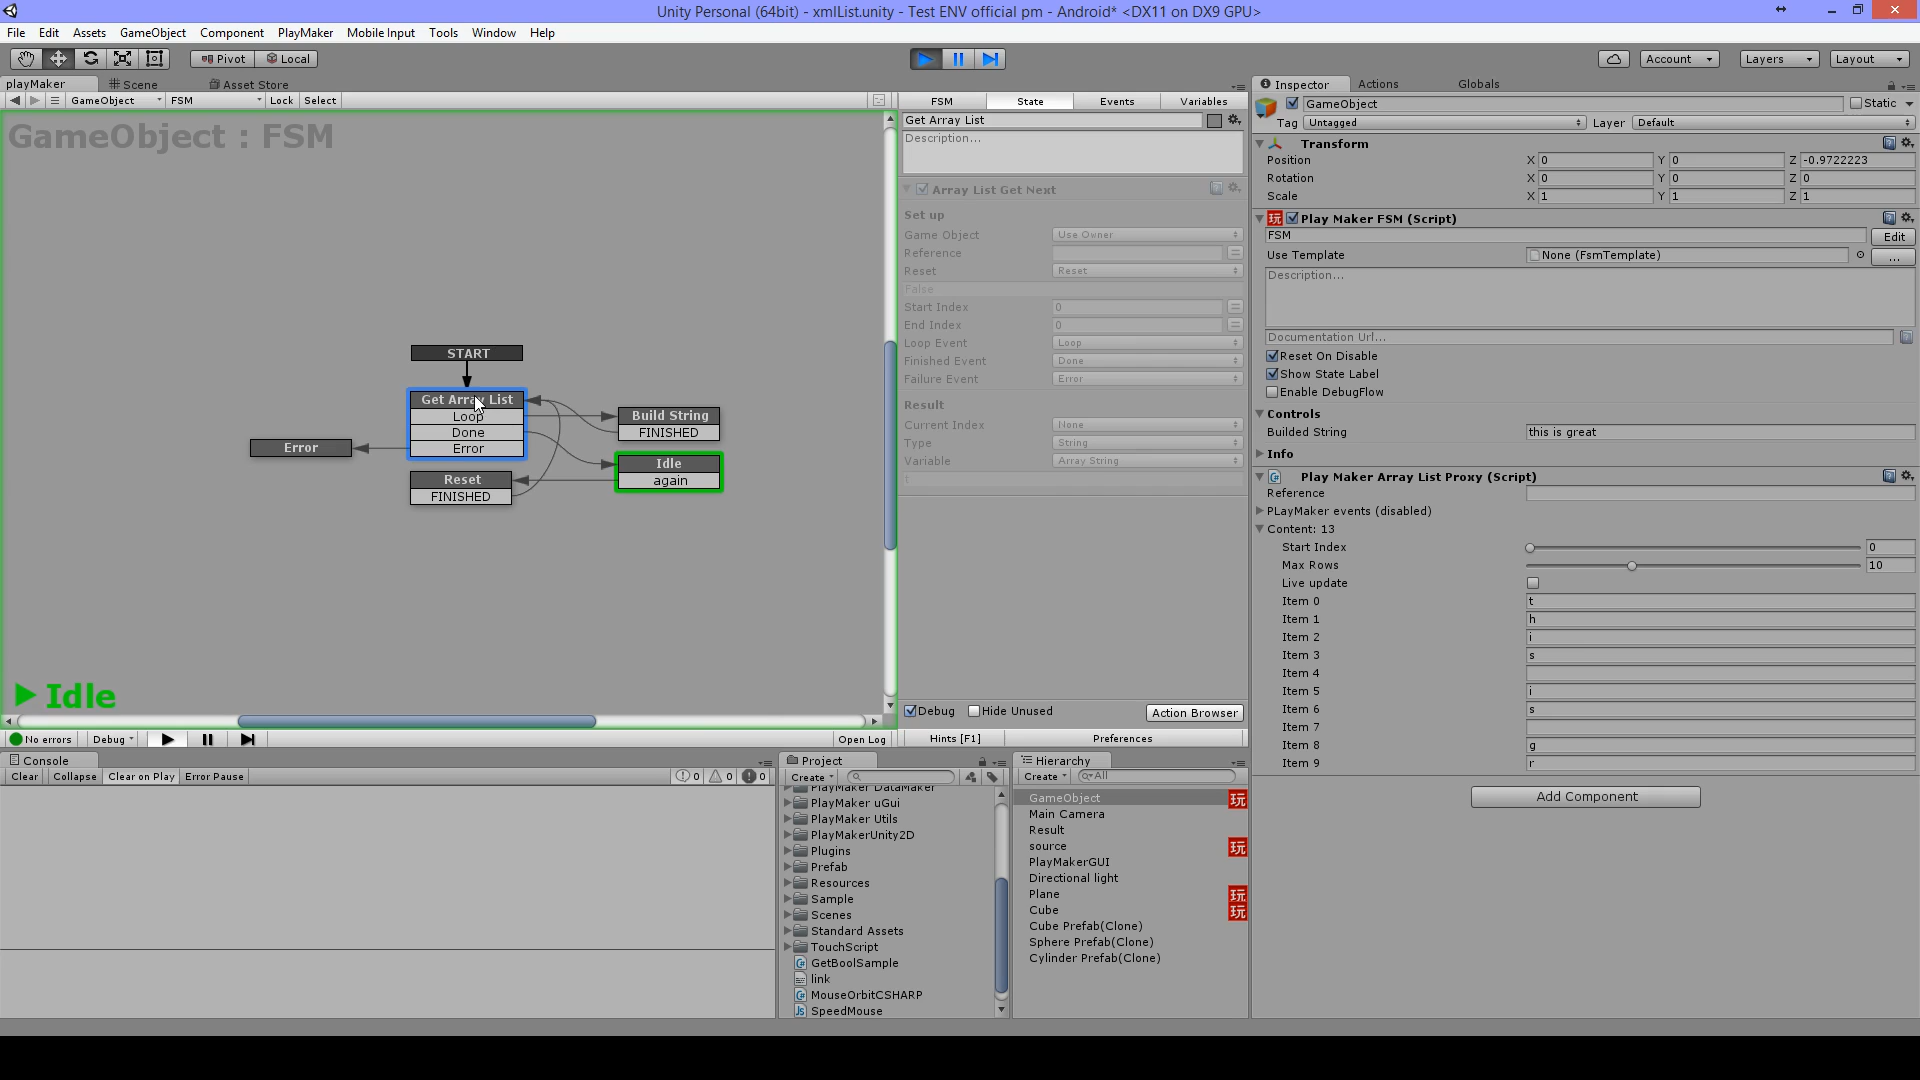 Unity Personal (64bit) - xmlList.unity - Test ENV official pm - Android* <DX11 on DX9 GPU>
File Edit Assets GameObject Component PlayMaker Mobile Input Tools Window Help
Pivot Local Account Layers Layout
playMaker Scene Asset Store
GameObject FSM Lock Select
GameObject : FSM
START
Get Array List
Loop
Done
Error
Error
Build String
FINISHED
Idle
again
Reset
FINISHED
Idle
No errors Debug Open Log
FSM State Events Variables
Get Array List
Description...
Array List Get Next
Set up
Game Object Use Owner
Reference
Reset Reset
False
Start Index 0
End Index 0
Loop Event Loop
Finished Event Done
Failure Event Error
Result
Current Index None
Type String
Variable Array String
t
Debug Hide Unused Action Browser
Hints [F1] Preferences
Inspector Actions Globals
GameObject Static
Tag Untagged Layer Default
Transform
Position X 0 Y 0 Z -0.9722223
Rotation X 0 Y 0 Z 0
Scale X 1 Y 1 Z 1
玩 Play Maker FSM (Script)
FSM Edit
Use Template None (FsmTemplate) ...
Description...
Documentation Url...
Reset On Disable
Show State Label
Enable DebugFlow
Controls
Builded String this is great
Info
Play Maker Array List Proxy (Script)
Reference
PLayMaker events (disabled)
Content: 13
Start Index 0
Max Rows 10
Live update
Item 0 t
Item 1 h
Item 2 i
Item 3 s
Item 4
Item 5 i
Item 6 s
Item 7
Item 8 g
Item 9 r
Add Component
Console
Clear Collapse Clear on Play Error Pause 0 0 0
Project
Create
PlayMaker DataMaker
PlayMaker uGui
PlayMaker Utils
PlayMakerUnity2D
Plugins
Prefab
Resources
Sample
Scenes
Standard Assets
TouchScript
GetBoolSample
link
MouseOrbitCSHARP
SpeedMouse
Hierarchy
Create All
GameObject 玩
Main Camera
Result
source 玩
PlayMakerGUI
Directional light
Plane 玩
Cube 玩
Cube Prefab(Clone)
Sphere Prefab(Clone)
Cylinder Prefab(Clone)